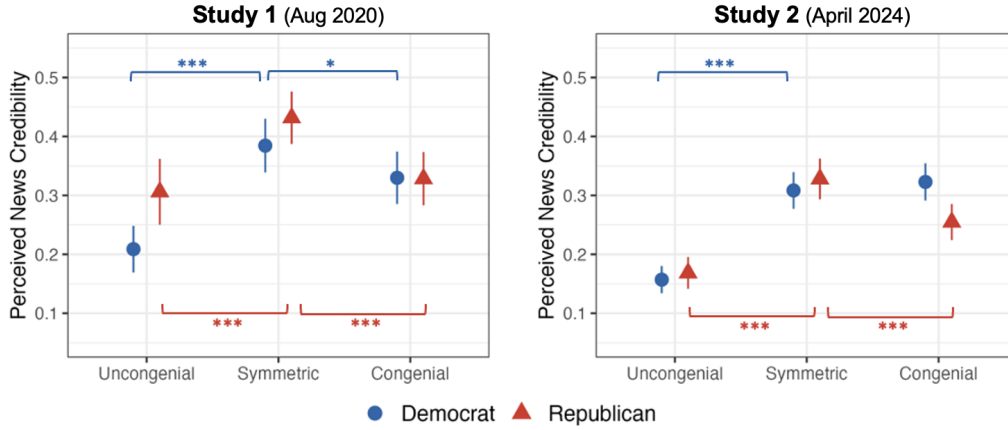 Study 1 (Aug 2020)
Study 2 (April 2024)
Perceived News Credibility
0.5
0.4
0.3
0.2
0.1
***
*
***
***
Uncongenial
Symmetric
Congenial
Perceived News Credibility
0.5
0.4
0.3
0.2
0.1
***
***
***
Uncongenial
Symmetric
Congenial
Democrat
Republican